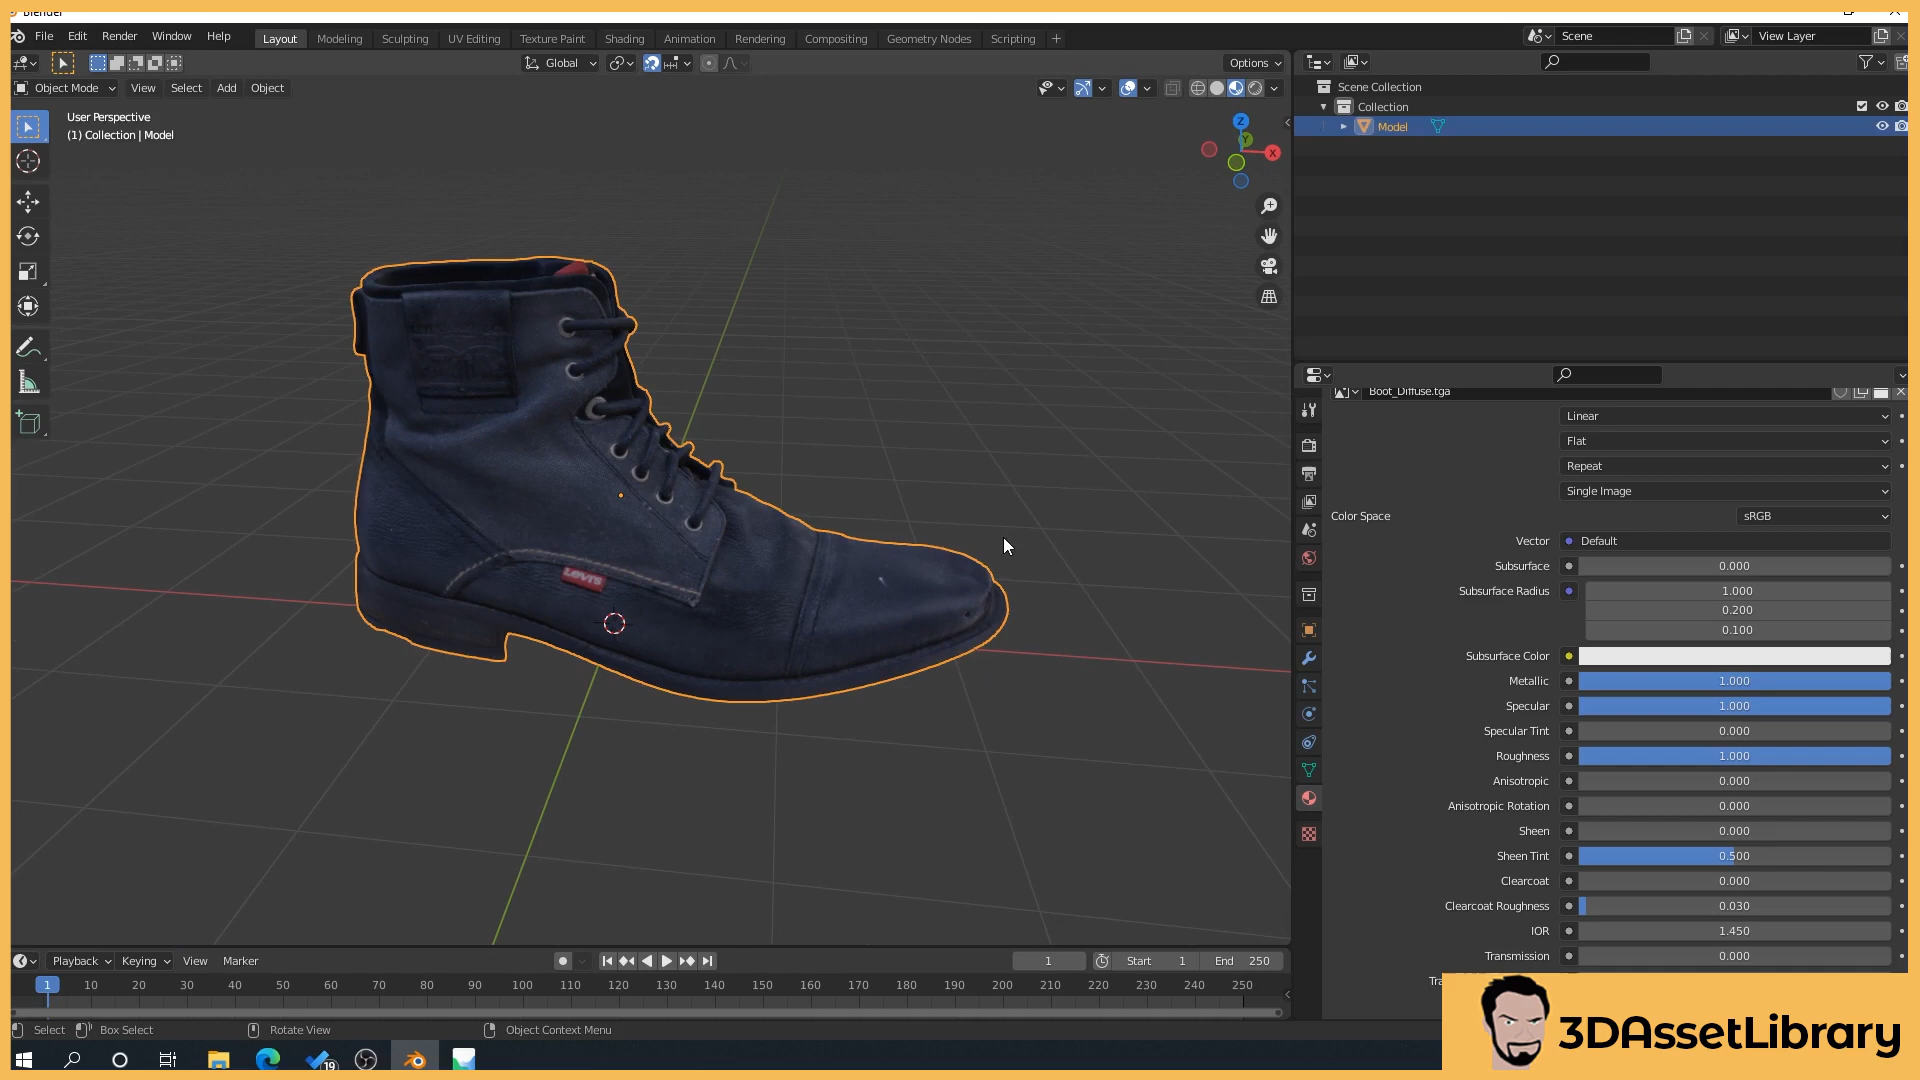 Blender
File Edit Render Window Help Layout Modeling Sculpting UV Editing Texture Paint Shading Animation Rendering Compositing Geometry Nodes Scripting + Scene View Layer
Global Options
Object Mode View Select Add Object
User Perspective
(1) Collection | Model
Z
Y
X
Levi's
Scene Collection
Collection
Model
Boot_Diffuse.tga
Linear
Flat
Repeat
Single Image
Color Space sRGB
Vector Default
Subsurface 0.000
Subsurface Radius 1.000
0.200
0.100
Subsurface Color
Metallic 1.000
Specular 1.000
Specular Tint 0.000
Roughness 1.000
Anisotropic 0.000
Anisotropic Rotation 0.000
Sheen 0.000
Sheen Tint 0.500
Clearcoat 0.000
Clearcoat Roughness 0.030
IOR 1.450
Transmission 0.000
Playback Keying View Marker 1 Start 1 End 250
1 10 20 30 40 50 60 70 80 90 100 110 120 130 140 150 160 170 180 190 200 210 220 230 240 250
Select Box Select Rotate View Object Context Menu
19
3DAssetLibrary